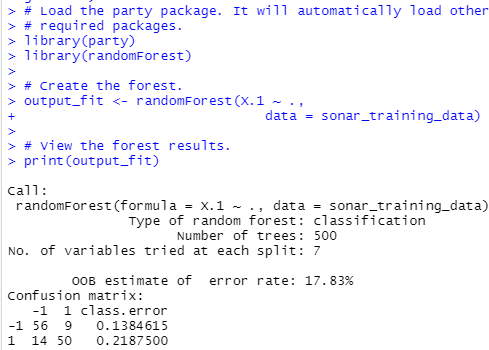 > # Load the party package. It will automatically load other
> # required packages.
> library(party)
> library(randomForest)
>
> # Create the forest.
> output_fit <- randomForest(X.1 ~ .,
+                                data = sonar_training_data)
>
> # View the forest results.
> print(output_fit)
Call:
 randomForest(formula = X.1 ~ ., data = sonar_training_data)
               Type of random forest: classification
                     Number of trees: 500
No. of variables tried at each split: 7
        OOB estimate of  error rate: 17.83%
Confusion matrix:
   -1  1 class.error
-1 56  9   0.1384615
1  14 50   0.2187500